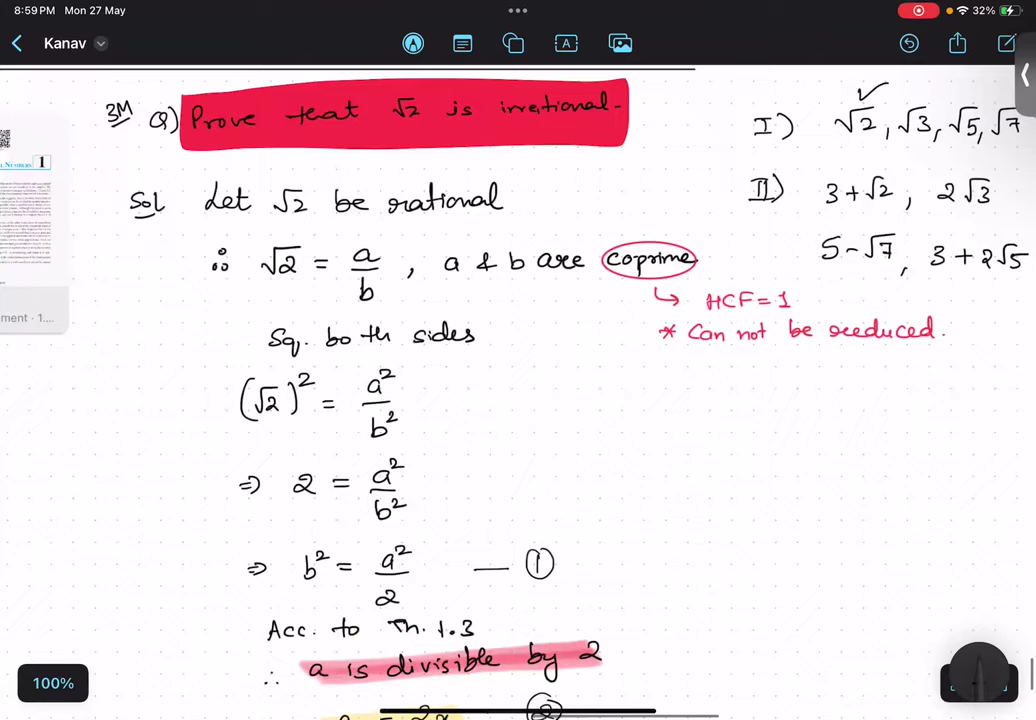 8:59 PM Mon 27 May
32%
Kanav
3M Q) Prove that √2 is irrational.
I) √2, √3, √5, √7
II) 3 + √2, 2√3
5 - √7, 3 + 2√5
Sol Let √2 be rational
∴ √2 = a/b, a & b are coprime
↳ HCF = 1
* Can not be reduced.
Sq. both sides
(√2)² = a²/b²
⇒ 2 = a²/b²
⇒ b² = a²/2 — ①
Acc. to Th. 1.3
∴ a is divisible by 2
1
ment - 1....
100%